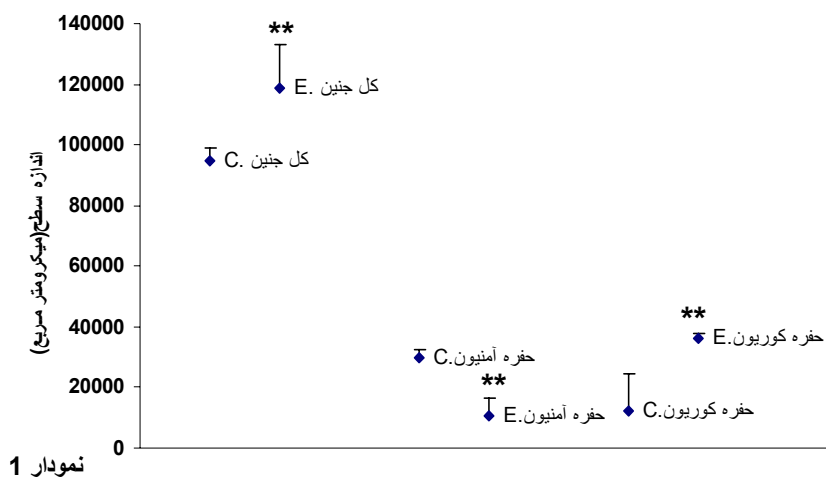 140000
120000
100000
80000
60000
40000
20000
0
اندازه سطح(میکرومتر مربع)
**
E. کل جنین
C. کل جنین
C.حفره آمنیون
**
E.حفره آمنیون
C.حفره کوریون
**
E.حفره کوریون
نمودار 1